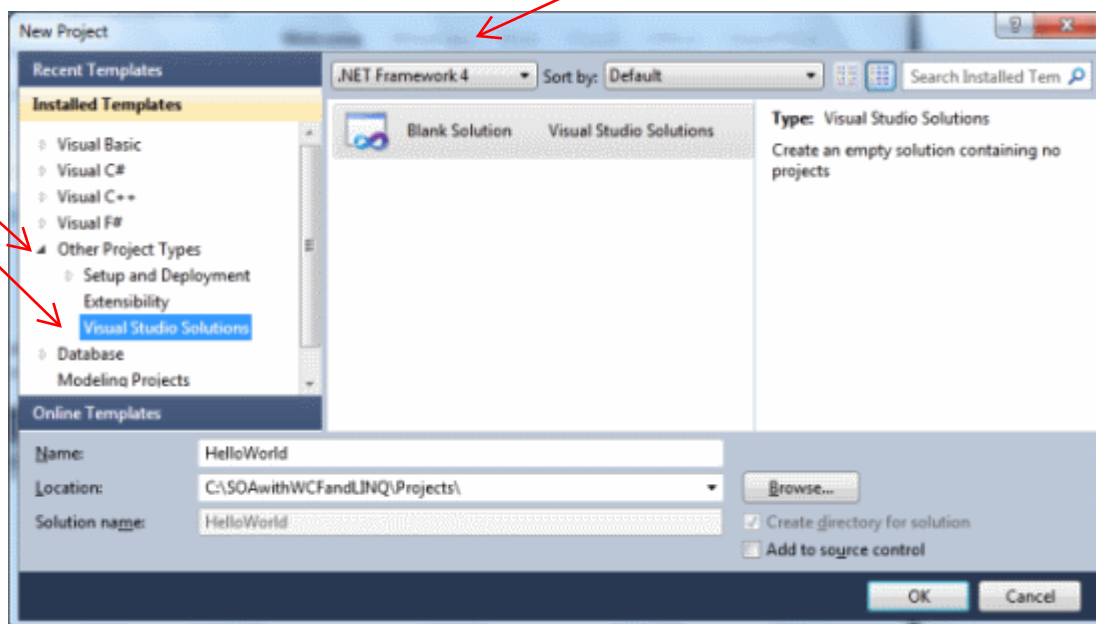 New Project
Recent Templates
.NET Framework 4 Sort by: Default Search Installed Tem
Installed Templates
Visual Basic
Visual C#
Visual C++
Visual F#
Other Project Types
Setup and Deployment
Extensibility
Visual Studio Solutions
Database
Modeling Projects
Online Templates
Blank Solution Visual Studio Solutions
Type: Visual Studio Solutions
Create an empty solution containing no
projects
Name: HelloWorld
Location: C:\SOAwithWCFandLINQ\Projects\ Browse...
Solution name: HelloWorld
Create directory for solution
Add to source control
OK Cancel